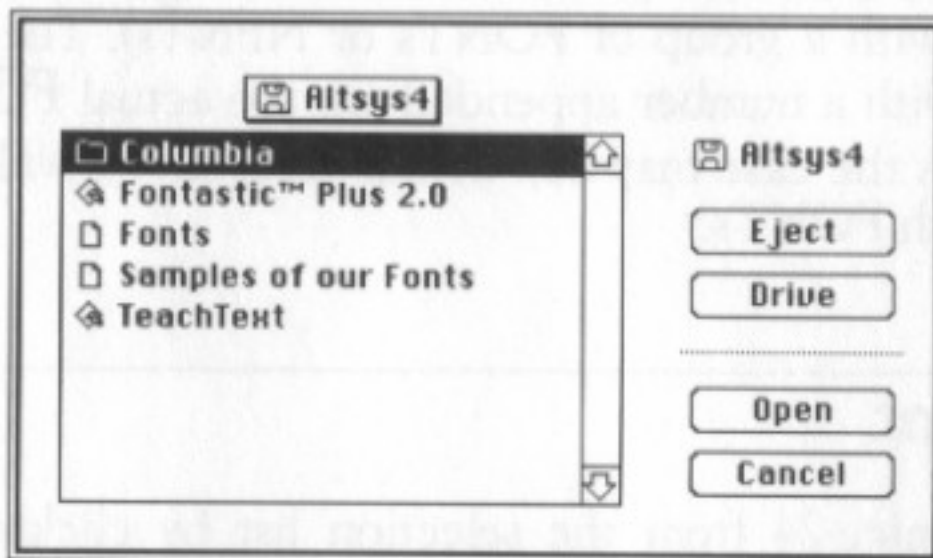 Altsys4
Columbia
Fontastic™ Plus 2.0
Fonts
Samples of our Fonts
TeachText
Altsys4
Eject
Drive
Open
Cancel